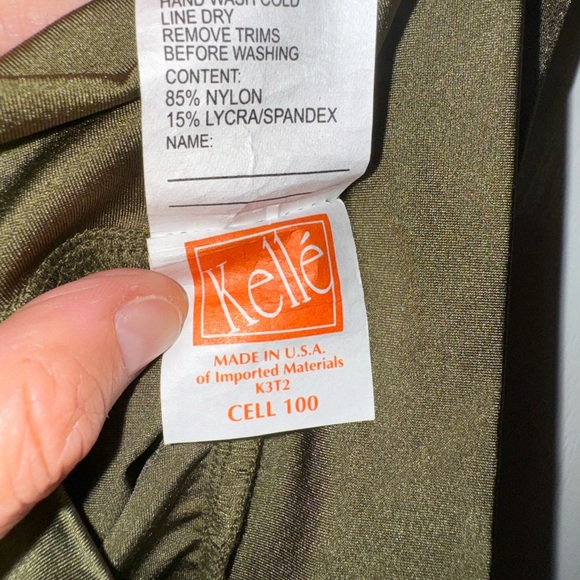 HAND WASH COLD
LINE DRY
REMOVE TRIMS
BEFORE WASHING
CONTENT:
85% NYLON
15% LYCRA/SPANDEX
NAME:
Kellé
MADE IN U.S.A.
of Imported Materials
K3T2
CELL 100